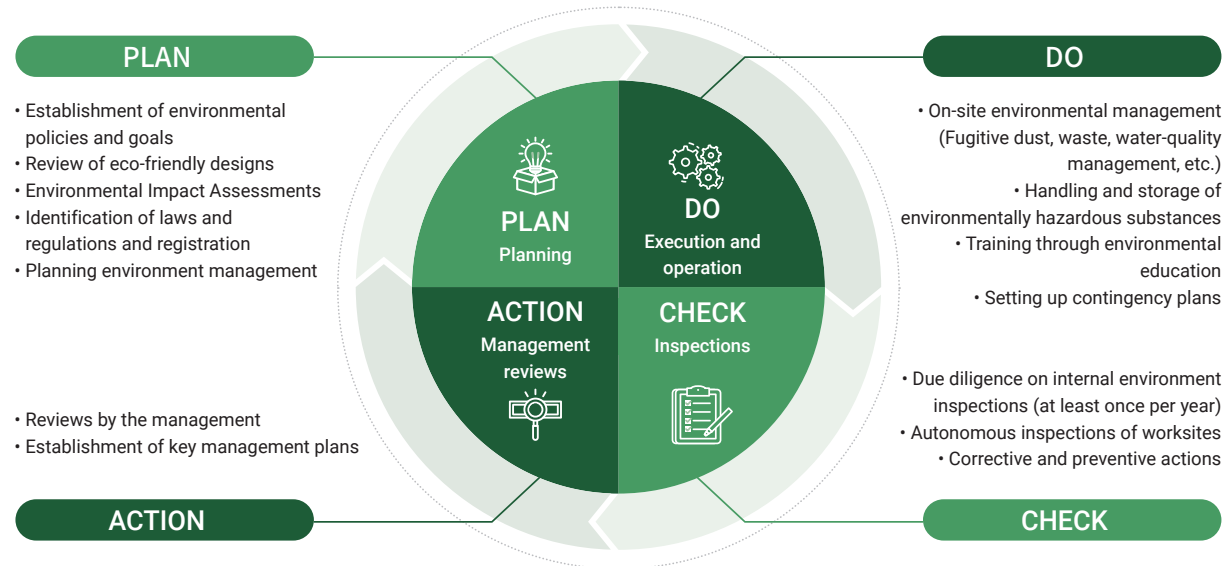 PLAN
• Establishment of environmental
policies and goals
• Review of eco-friendly designs
• Environmental Impact Assessments
• Identification of laws and
regulations and registration
• Planning environment management
DO
• On-site environmental management
(Fugitive dust, waste, water-quality
management, etc.)
• Handling and storage of
environmentally hazardous substances
• Training through environmental
education
• Setting up contingency plans
PLAN
Planning
DO
Execution and
operation
ACTION
Management
reviews
CHECK
Inspections
• Reviews by the management
• Establishment of key management plans
ACTION
• Due diligence on internal environment
inspections (at least once per year)
• Autonomous inspections of worksites
• Corrective and preventive actions
CHECK